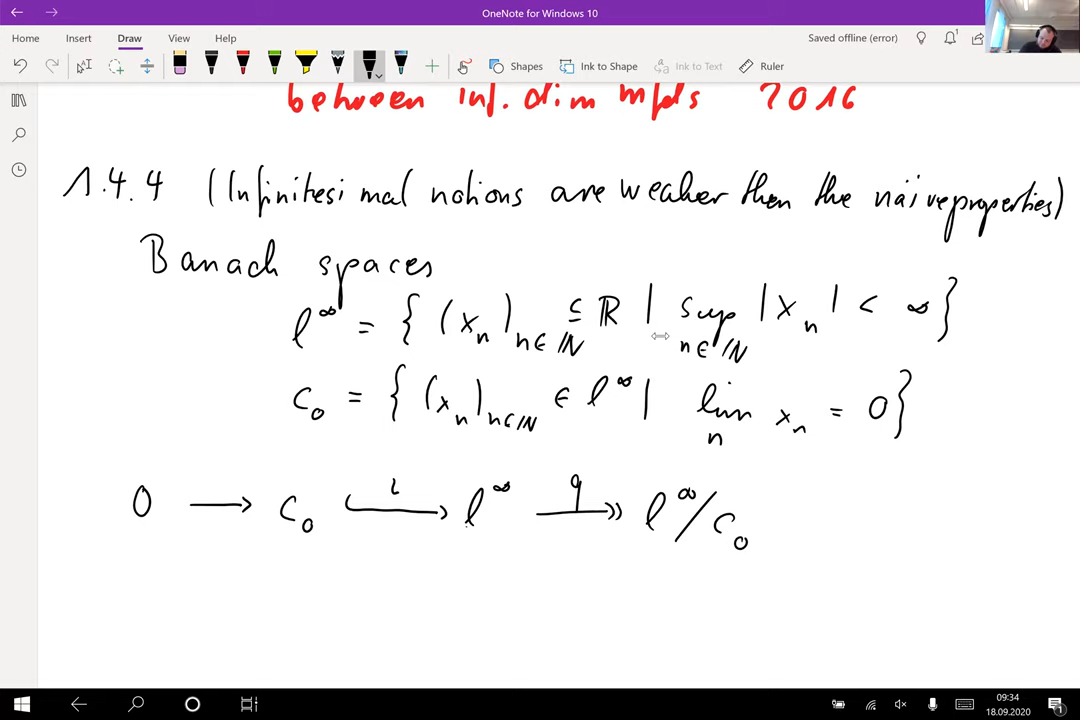 OneNote for Windows 10
Home Insert Draw View Help Saved offline (error)
Shapes Ink to Shape Ink to Text Ruler
between inf. dim mfds 2016
1.4.4 (Infinitesimal notions are weaker then the naïve properties)
Banach spaces
ℓ^∞ = { (x_n)_{n∈ℕ} ⊆ ℝ | sup_{n∈ℕ} |x_n| < ∞ }
c_0 = { (x_n)_{n∈ℕ} ∈ ℓ^∞ | lim_n x_n = 0 }
0 → c_0 ↪^{i} ℓ^∞ ↠^{q} ℓ^∞/c_0
09:34
18.09.2020